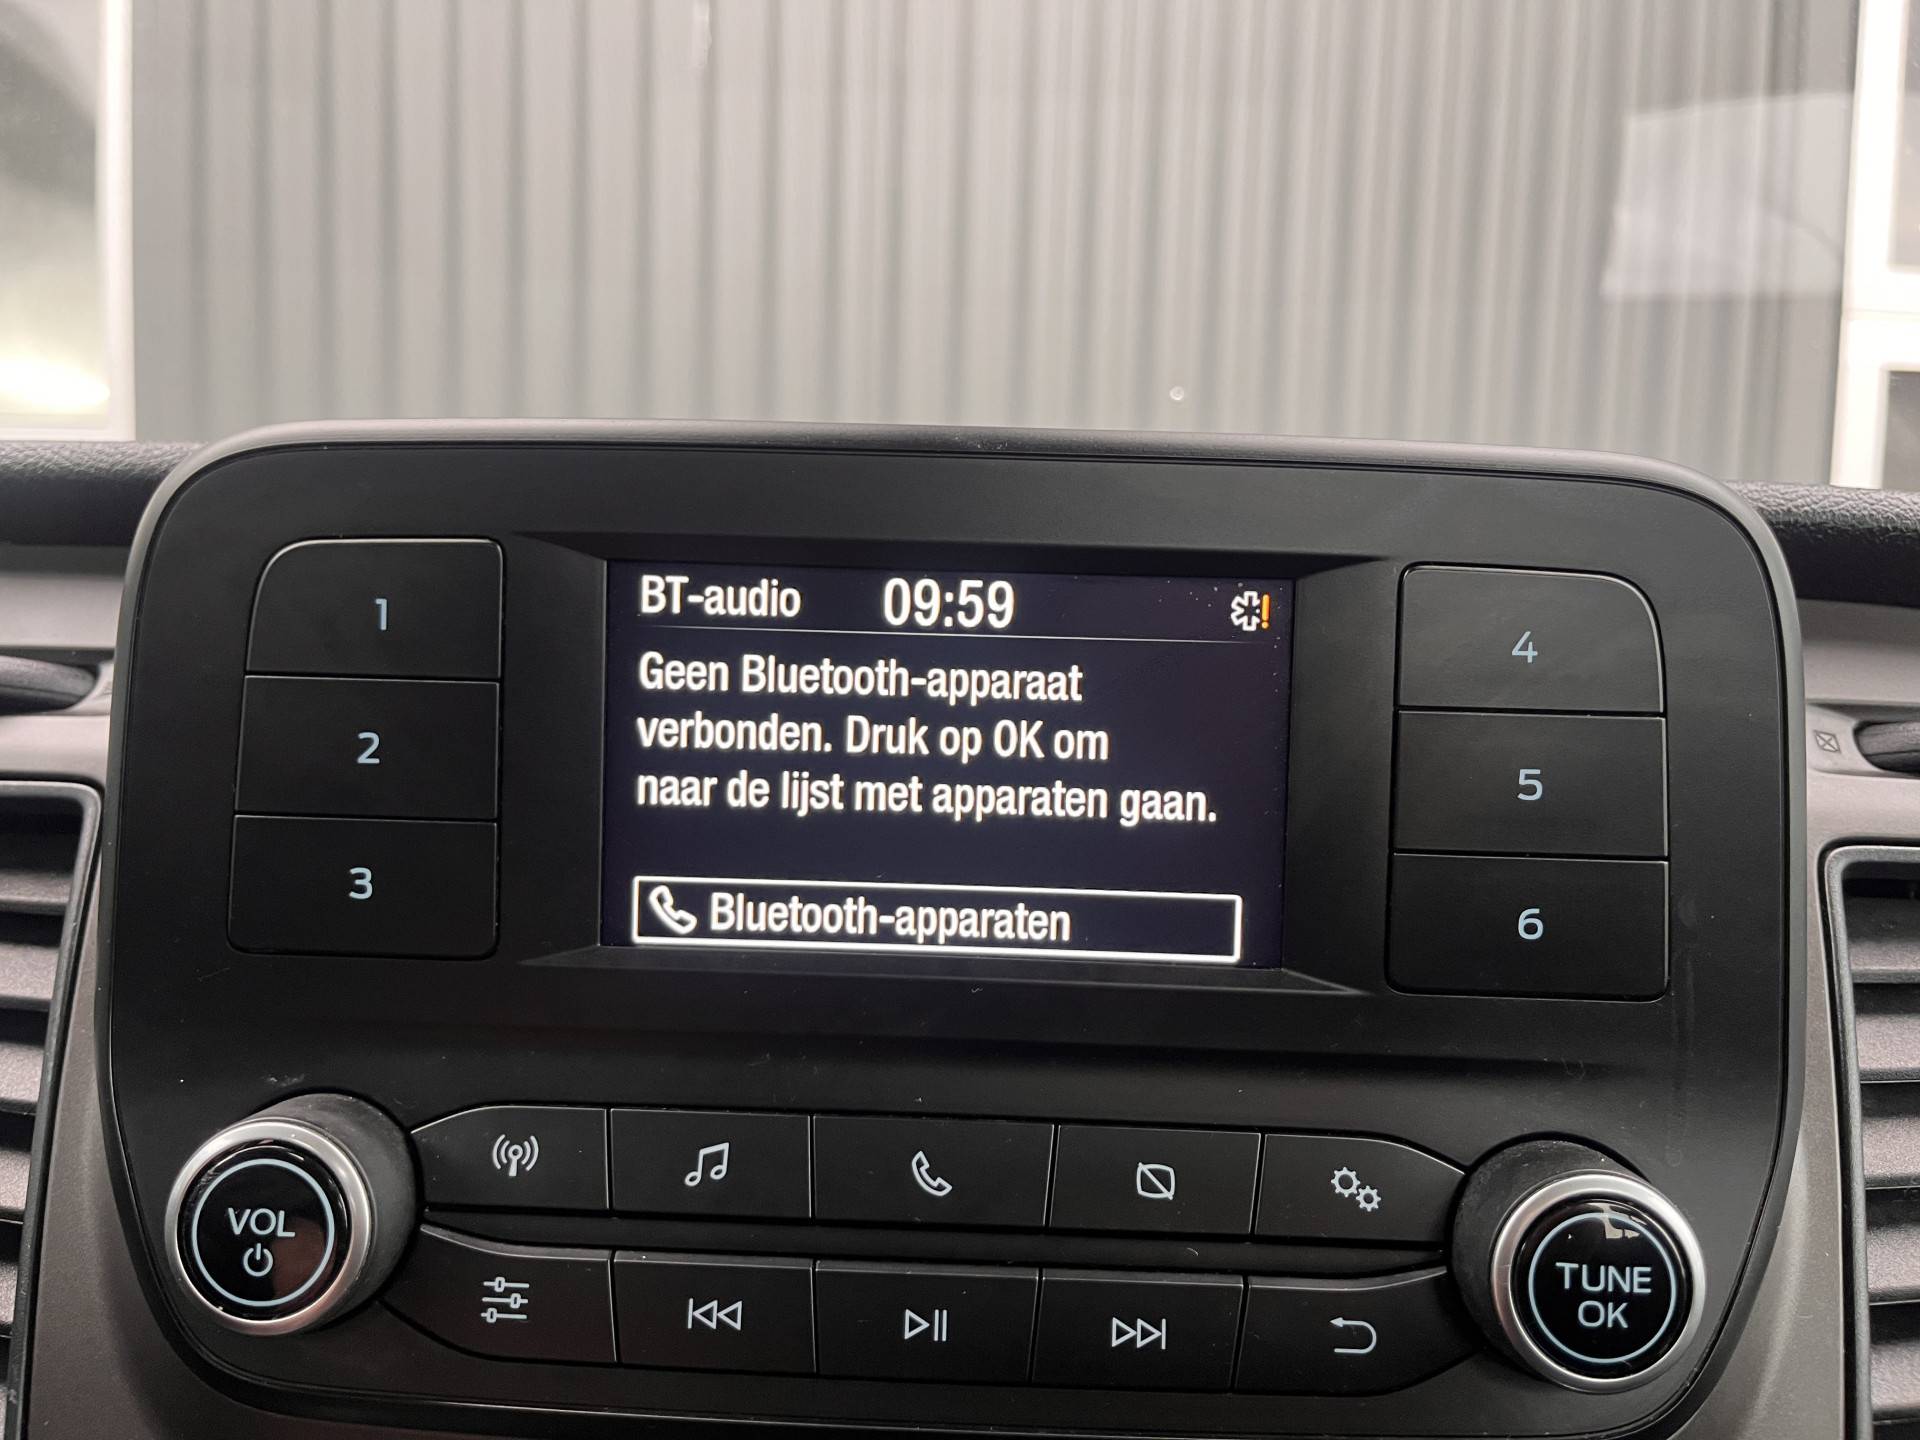 BT-audio 09:59
Geen Bluetooth-apparaat
verbonden. Druk op OK om
naar de lijst met apparaten gaan.
Bluetooth-apparaten
1
2
3
4
5
6
VOL
TUNE
OK